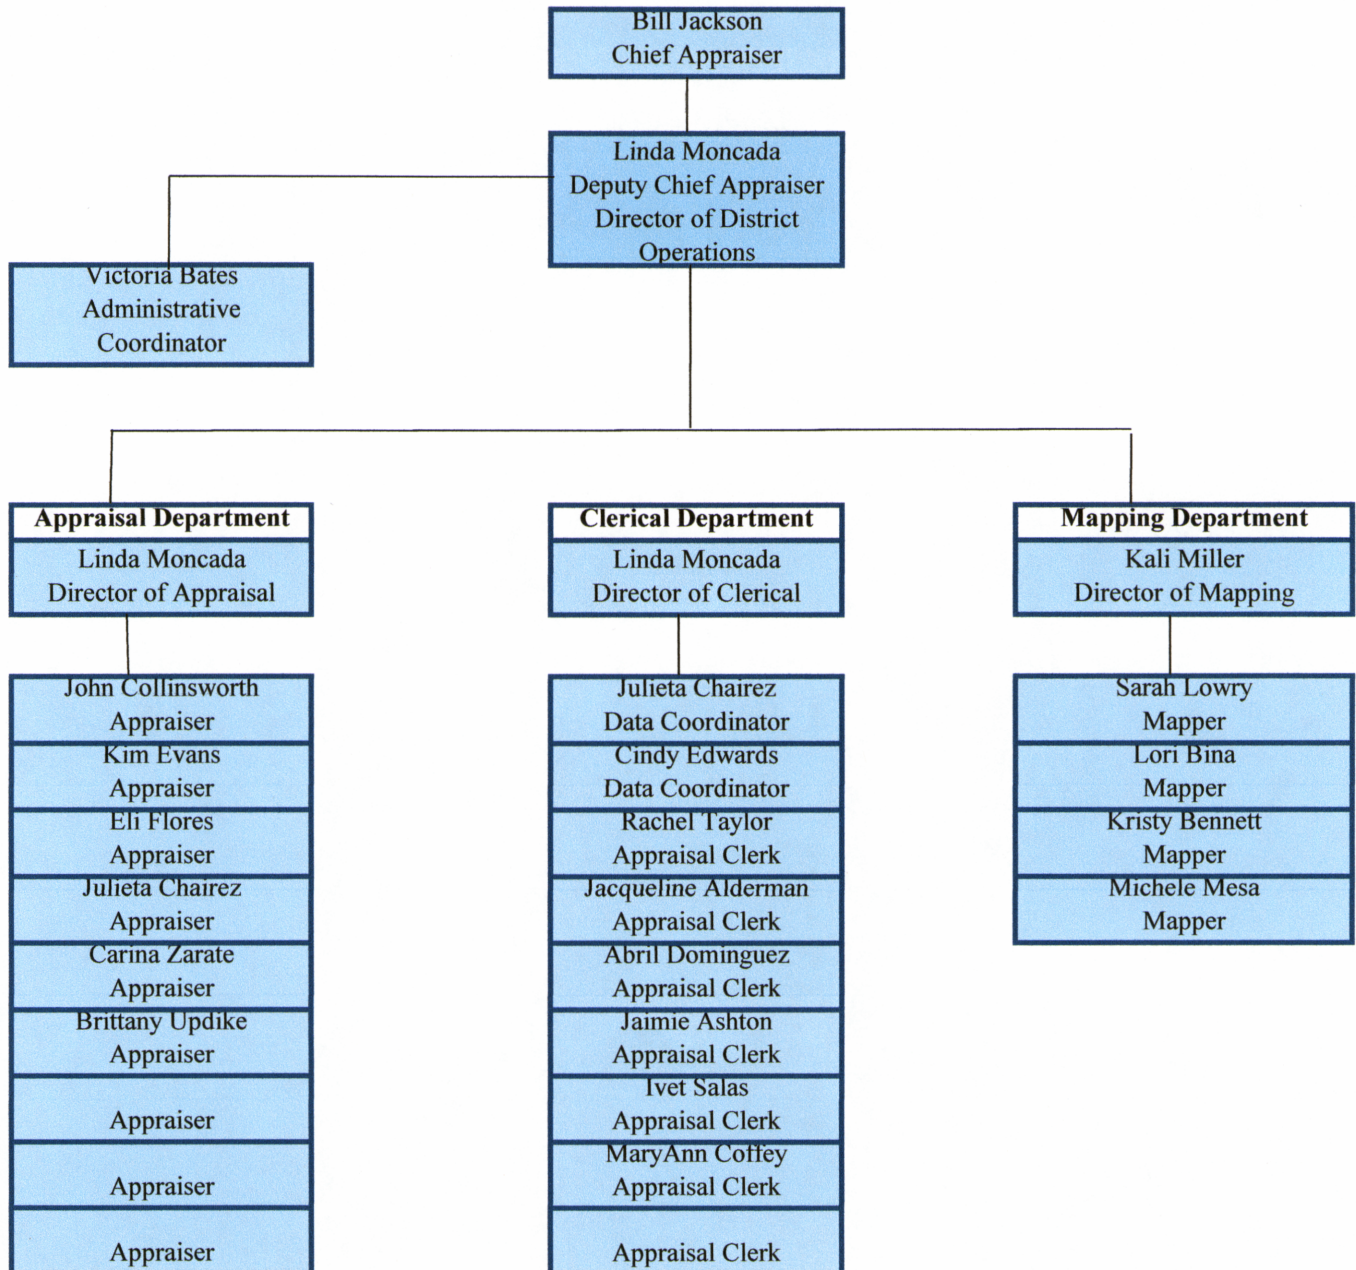 Bill Jackson
Chief Appraiser
Linda Moncada
Deputy Chief Appraiser
Director of District
Operations
Victoria Bates
Administrative
Coordinator
Appraisal Department
Linda Moncada
Director of Appraisal
John Collinsworth
Appraiser
Kim Evans
Appraiser
Eli Flores
Appraiser
Julieta Chairez
Appraiser
Carina Zarate
Appraiser
Brittany Updike
Appraiser
Appraiser
Appraiser
Appraiser
Clerical Department
Linda Moncada
Director of Clerical
Julieta Chairez
Data Coordinator
Cindy Edwards
Data Coordinator
Rachel Taylor
Appraisal Clerk
Jacqueline Alderman
Appraisal Clerk
Abril Dominguez
Appraisal Clerk
Jaimie Ashton
Appraisal Clerk
Ivet Salas
Appraisal Clerk
MaryAnn Coffey
Appraisal Clerk
Appraisal Clerk
Mapping Department
Kali Miller
Director of Mapping
Sarah Lowry
Mapper
Lori Bina
Mapper
Kristy Bennett
Mapper
Michele Mesa
Mapper